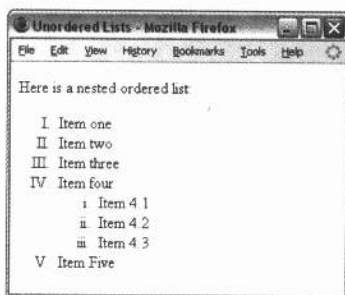 Unordered Lists - Mozilla Firefox
File Edit View History Bookmarks Tools Help
Here is a nested ordered list
I. Item one
II. Item two
III. Item three
IV. Item four
i. Item 4.1
ii. Item 4.2
iii. Item 4.3
V. Item Five